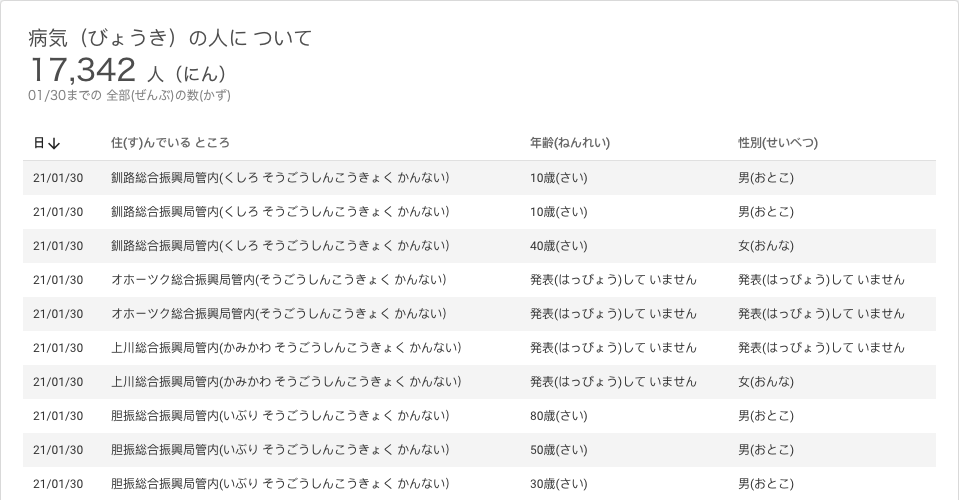 病気（びょうき）の人に ついて
17,342 人（にん）
01/30までの 全部(ぜんぶ)の数(かず)
日↓ 住(す)んでいる ところ 年齢(ねんれい) 性別(せいべつ)
21/01/30 釧路総合振興局管内(くしろ そうごうしんこうきょく かんない) 10歳(さい) 男(おとこ)
21/01/30 釧路総合振興局管内(くしろ そうごうしんこうきょく かんない) 10歳(さい) 男(おとこ)
21/01/30 釧路総合振興局管内(くしろ そうごうしんこうきょく かんない) 40歳(さい) 女(おんな)
21/01/30 オホーツク総合振興局管内(そうごうしんこうきょく かんない) 発表(はっぴょう)して いません 発表(はっぴょう)して いません
21/01/30 オホーツク総合振興局管内(そうごうしんこうきょく かんない) 発表(はっぴょう)して いません 発表(はっぴょう)して いません
21/01/30 上川総合振興局管内(かみかわ そうごうしんこうきょく かんない) 発表(はっぴょう)して いません 発表(はっぴょう)して いません
21/01/30 上川総合振興局管内(かみかわ そうごうしんこうきょく かんない) 発表(はっぴょう)して いません 女(おんな)
21/01/30 胆振総合振興局管内(いぶり そうごうしんこうきょく かんない) 80歳(さい) 男(おとこ)
21/01/30 胆振総合振興局管内(いぶり そうごうしんこうきょく かんない) 50歳(さい) 男(おとこ)
21/01/30 胆振総合振興局管内(いぶり そうごうしんこうきょく かんない) 30歳(さい) 男(おとこ)